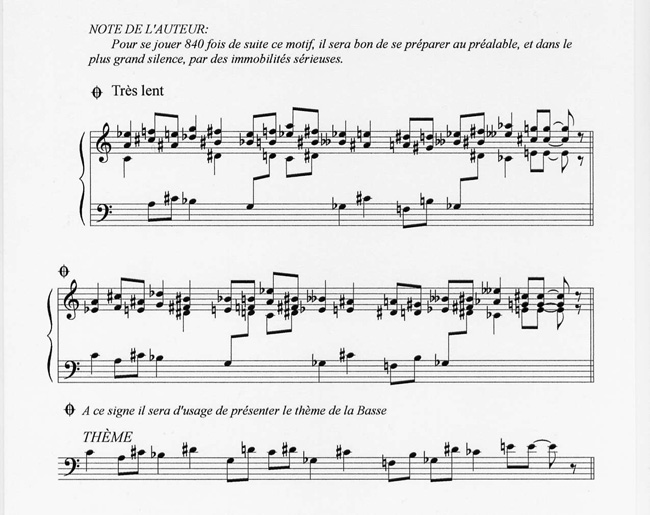 NOTE DE L'AUTEUR:
Pour se jouer 840 fois de suite ce motif, il sera bon de se préparer au préalable, et dans le
plus grand silence, par des immobilités sérieuses.
Très lent
A ce signe il sera d'usage de présenter le thème de la Basse
THÈME